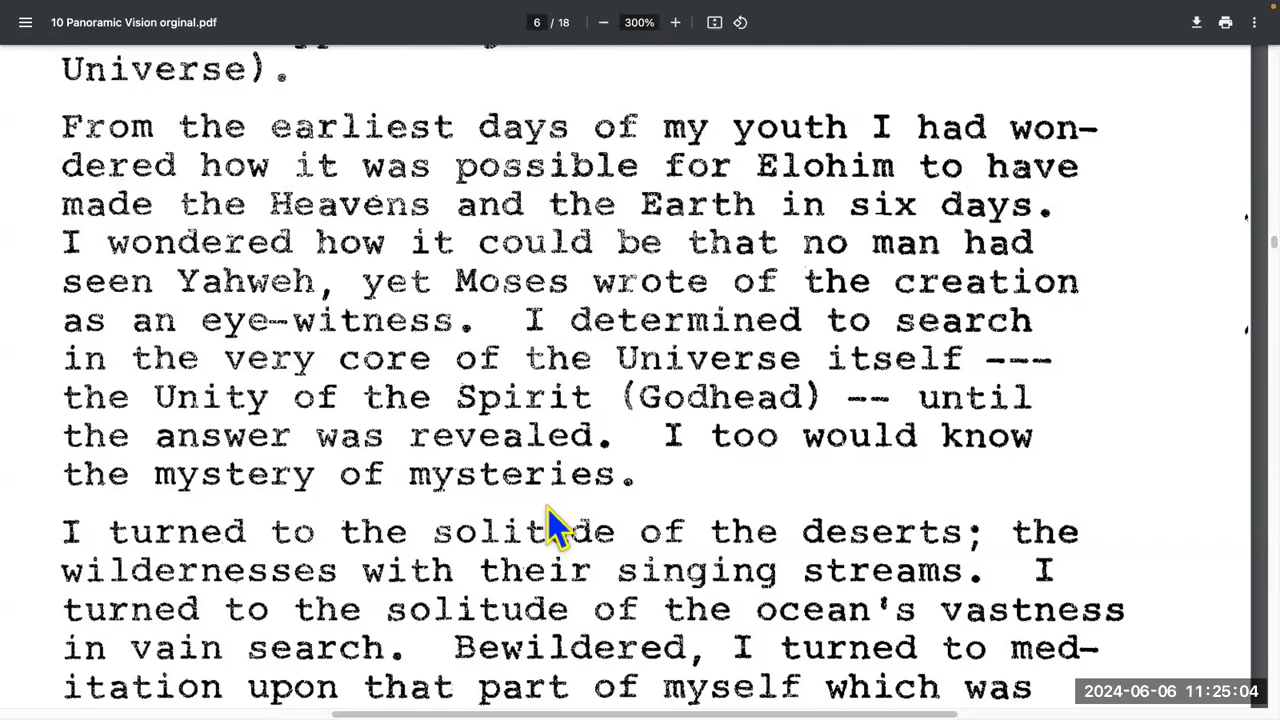 10 Panoramic Vision orginal.pdf
6 / 18
300%
Universe).
From the earliest days of my youth I had won-
dered how it was possible for Elohim to have
made the Heavens and the Earth in six days.
I wondered how it could be that no man had
seen Yahweh, yet Moses wrote of the creation
as an eye-witness. I determined to search
in the very core of the Universe itself ---
the Unity of the Spirit (Godhead) -- until
the answer was revealed. I too would know
the mystery of mysteries.
I turned to the solitude of the deserts; the
wildernesses with their singing streams. I
turned to the solitude of the ocean's vastness
in vain search. Bewildered, I turned to med-
itation upon that part of myself which was
2024-06-06 11:25:04